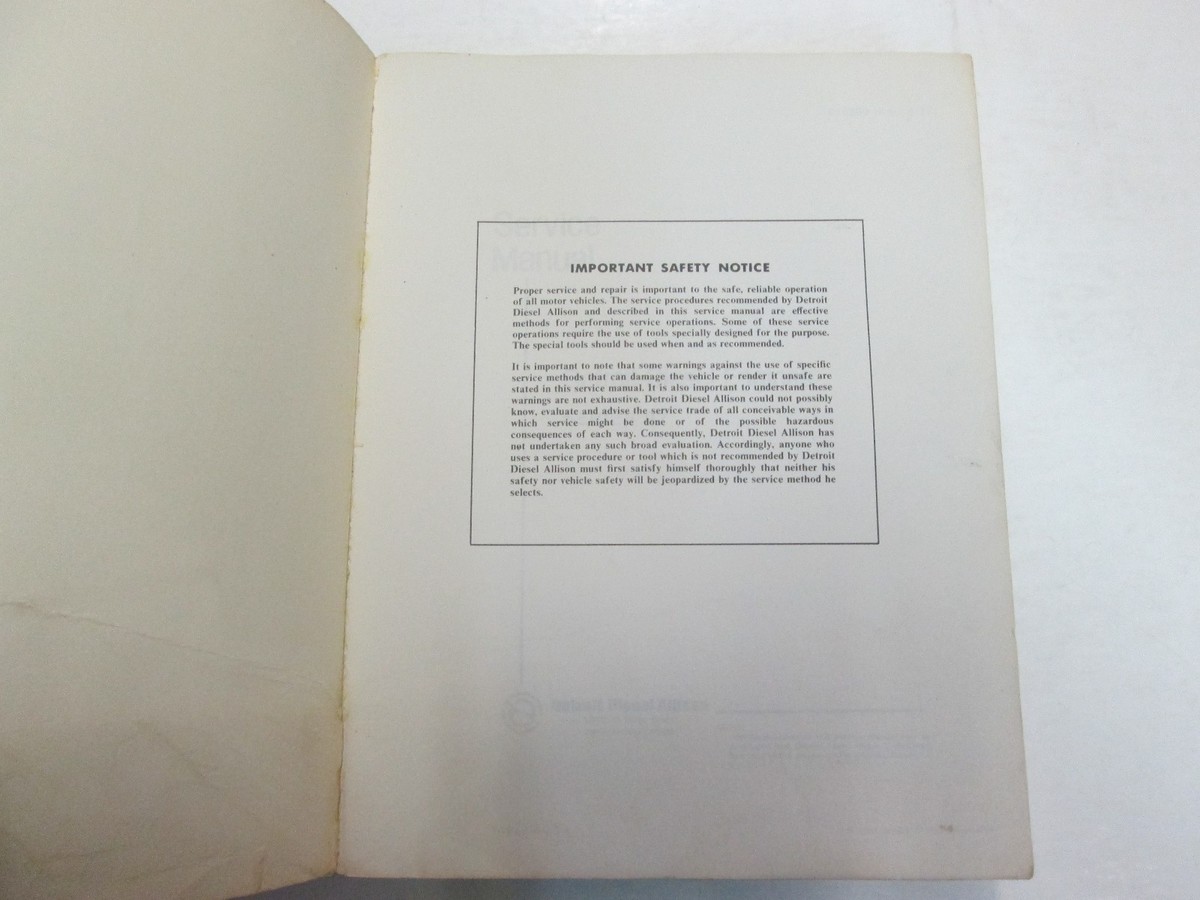 Service
Manual
IMPORTANT SAFETY NOTICE
Proper service and repair is important to the safe, reliable operation
of all motor vehicles. The service procedures recommended by Detroit
Diesel Allison and described in this service manual are effective
methods for performing service operations. Some of these service
operations require the use of tools specially designed for the purpose.
The special tools should be used when and as recommended.
It is important to note that some warnings against the use of specific
service methods that can damage the vehicle or render it unsafe are
stated in this service manual. It is also important to understand these
warnings are not exhaustive. Detroit Diesel Allison could not possibly
know, evaluate and advise the service trade of all conceivable ways in
which service might be done or of the possible hazardous
consequences of each way. Consequently, Detroit Diesel Allison has
not undertaken any such broad evaluation. Accordingly, anyone who
uses a service procedure or tool which is not recommended by Detroit
Diesel Allison must first satisfy himself thoroughly that neither his
safety nor vehicle safety will be jeopardized by the service method he
selects.
Detroit Diesel Allison